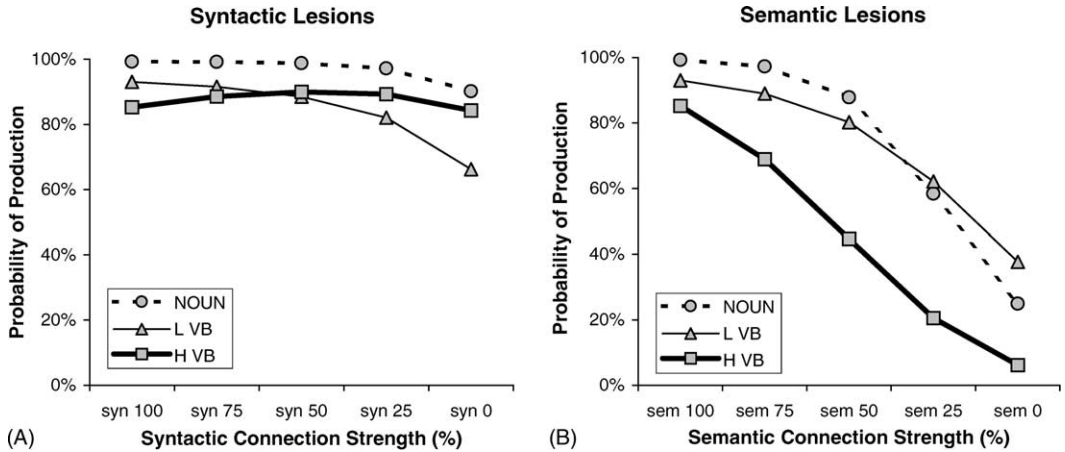 Syntactic Lesions
Probability of Production
100%
80%
60%
40%
20%
0%
NOUN
L VB
H VB
syn 100 syn 75 syn 50 syn 25 syn 0
(A)
Syntactic Connection Strength (%)
Semantic Lesions
Probability of Production
100%
80%
60%
40%
20%
0%
NOUN
L VB
H VB
sem 100 sem 75 sem 50 sem 25 sem 0
(B)
Semantic Connection Strength (%)